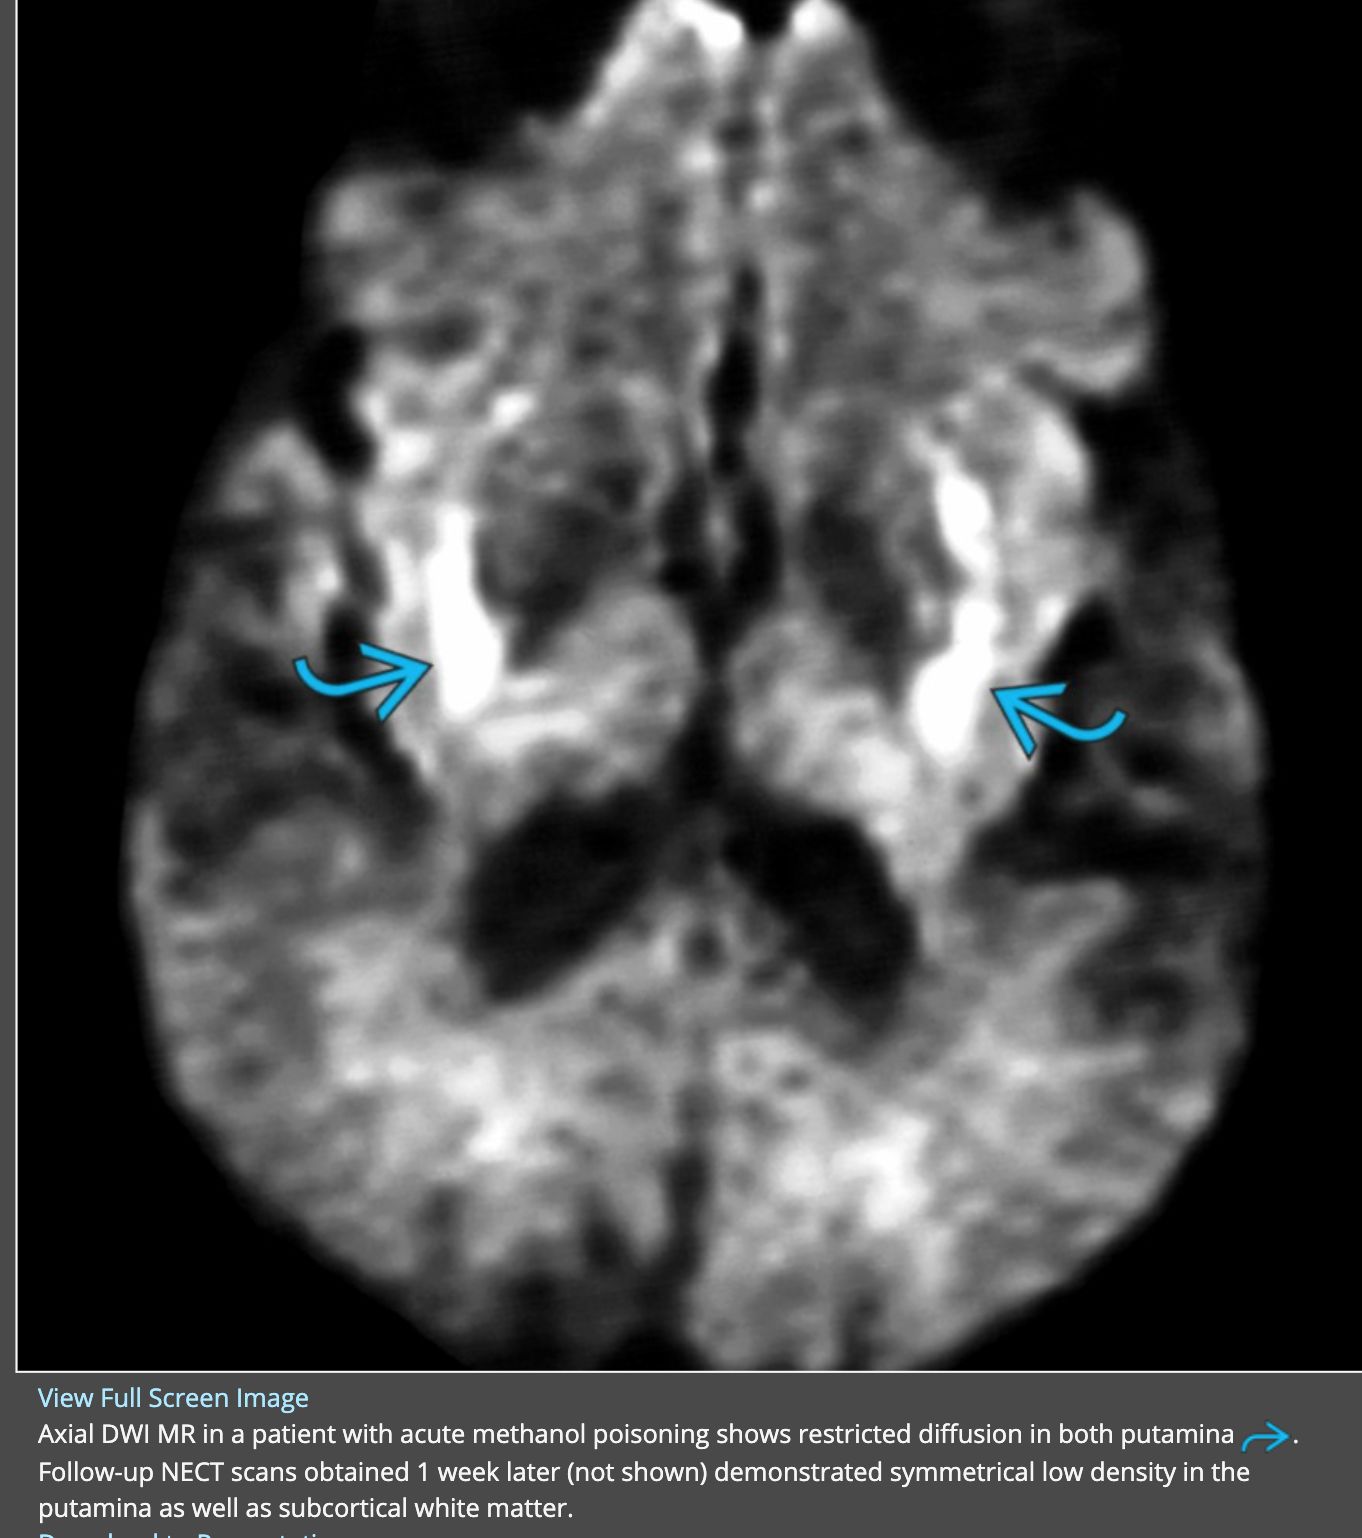 View Full Screen Image
Axial DWI MR in a patient with acute methanol poisoning shows restricted diffusion in both putamina .
Follow-up NECT scans obtained 1 week later (not shown) demonstrated symmetrical low density in the
putamina as well as subcortical white matter.